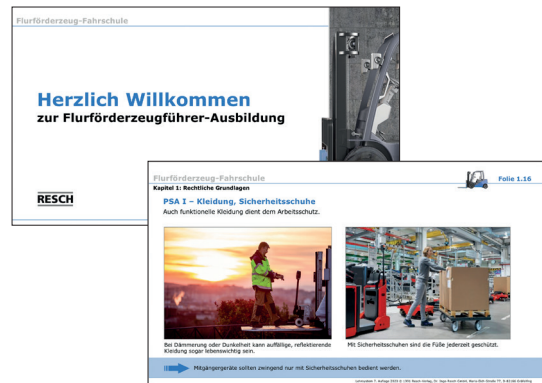 Flurförderzeug-Fahrschule
Herzlich Willkommen
zur Flurförderzeugführer-Ausbildung
RESCH
Flurförderzeug-Fahrschule
Kapitel 1: Rechtliche Grundlagen
Folie 1.16
PSA I – Kleidung, Sicherheitsschuhe
Auch funktionelle Kleidung dient dem Arbeitsschutz.
Bei Dämmerung oder Dunkelheit kann auffällige, reflektierende
Kleidung sogar lebenswichtig sein.
Mit Sicherheitsschuhen sind die Füße jederzeit geschützt.
Mitgängergeräte sollten zwingend nur mit Sicherheitsschuhen bedient werden.